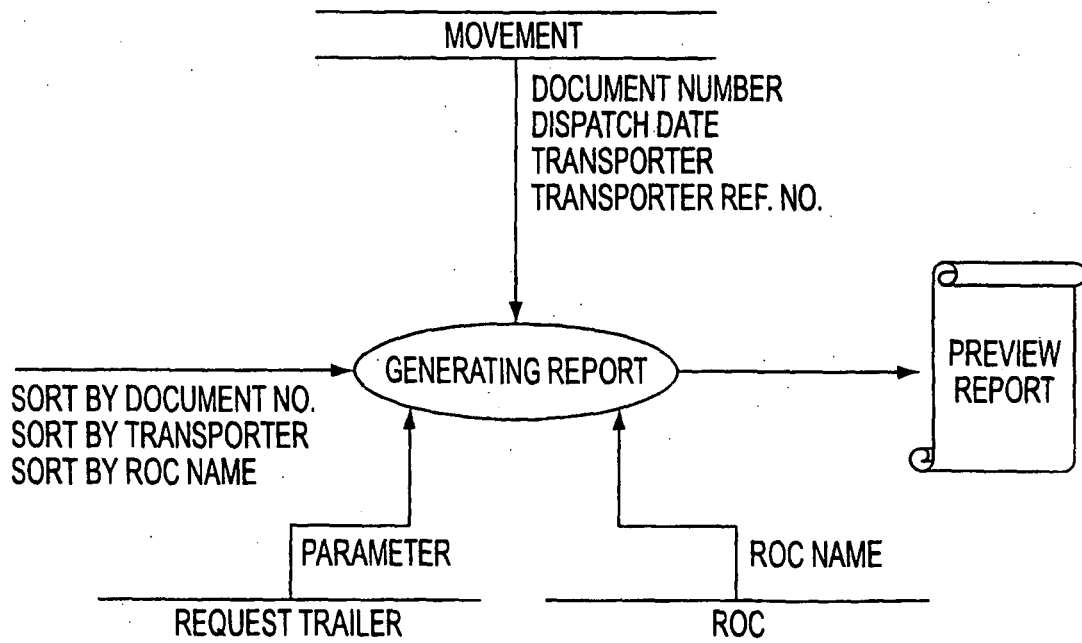 MOVEMENT
DOCUMENT NUMBER
DISPATCH DATE
TRANSPORTER
TRANSPORTER REF. NO.
GENERATING REPORT
PREVIEW
REPORT
SORT BY DOCUMENT NO.
SORT BY TRANSPORTER
SORT BY ROC NAME
PARAMETER
ROC NAME
REQUEST TRAILER
ROC